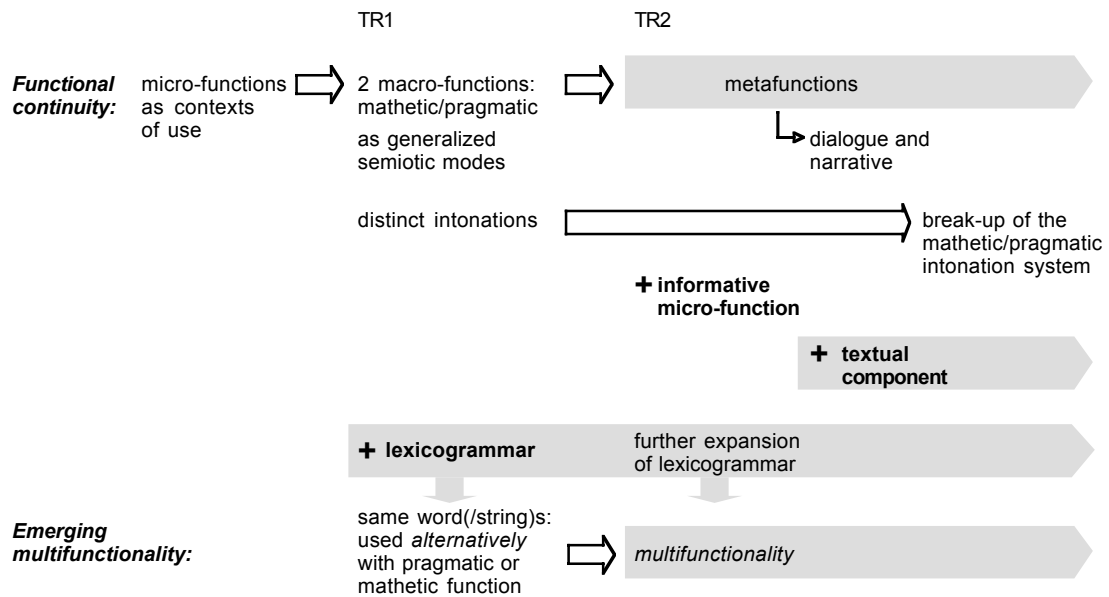 TR1 TR2
Functional continuity:
micro-functions
as contexts
of use
2 macro-functions:
mathetic/pragmatic
as generalized
semiotic modes
metafunctions
dialogue and
narrative
distinct intonations
break-up of the
mathetic/pragmatic
intonation system
+ informative
micro-function
+ textual
component
+ lexicogrammar
further expansion
of lexicogrammar
Emerging
multifunctionality:
same word(/string)s:
used alternatively
with pragmatic or
mathetic function
multifunctionality